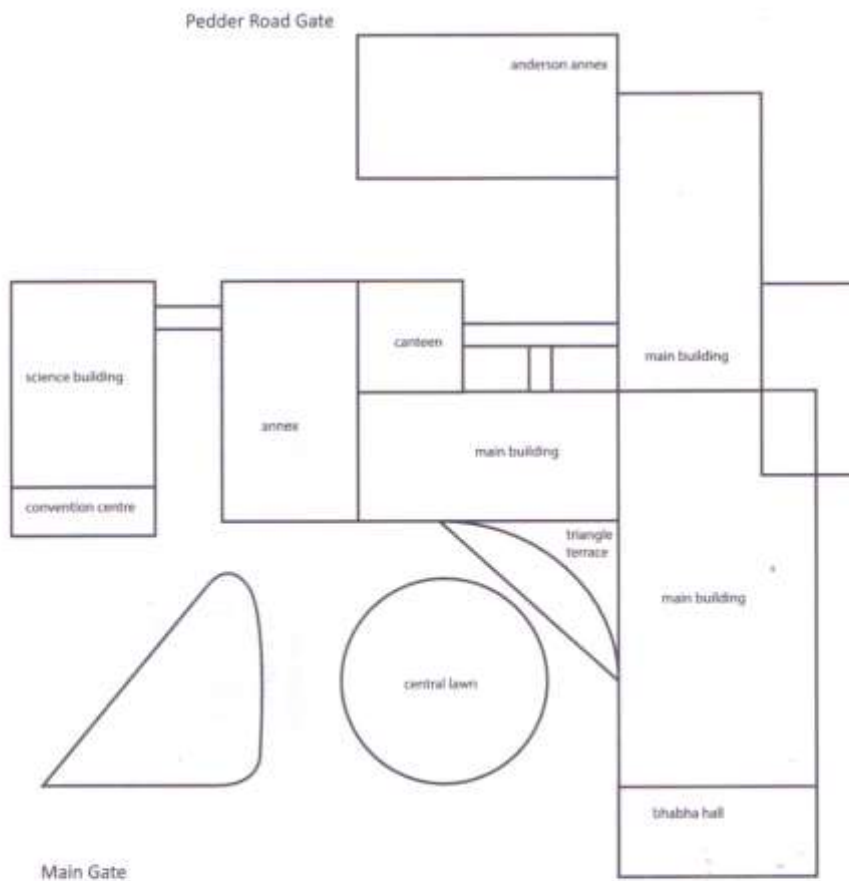 Pedder Road Gate
anderson annex
main building
canteen
science building
annex
main building
convention centre
triangle
terrace
main building
central lawn
bhabha hall
Main Gate